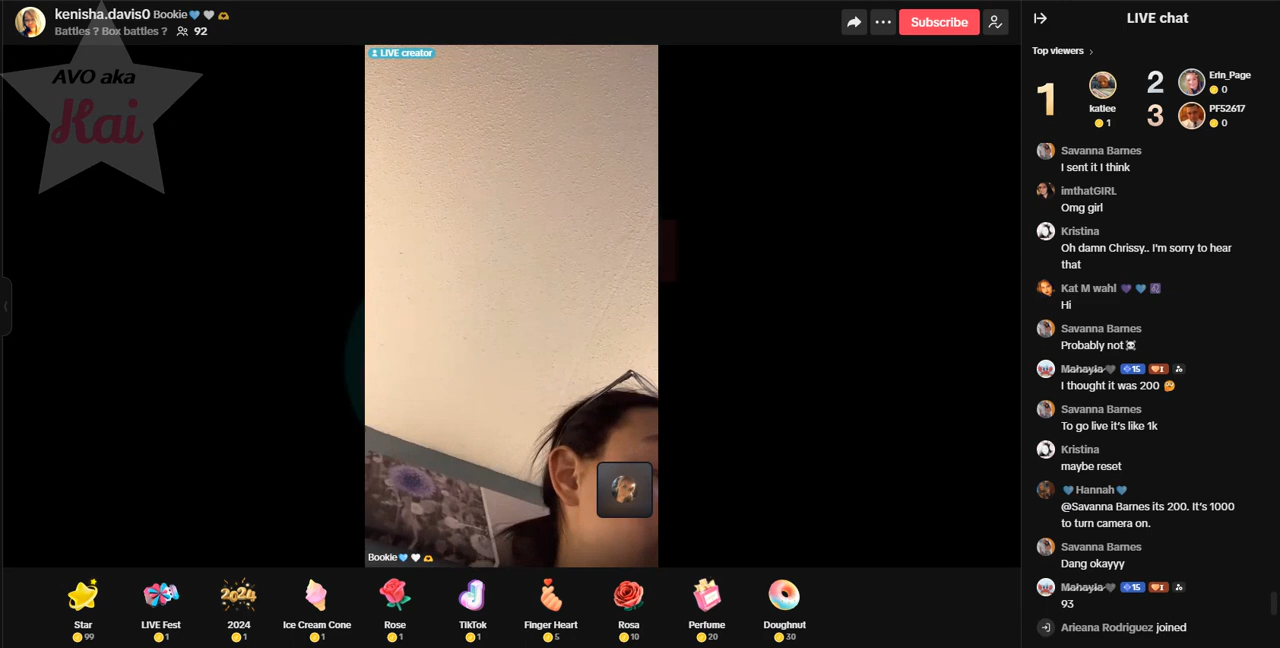 kenisha.davis0 Bookie💙🤍🫶
Battles ? Box battles ? 92
Subscribe
LIVE chat
AVO aka
Kai
LIVE creator
Bookie💙🤍🫶
Top viewers >
1
katiee
1
2
Erin_Page
0
3
PF52617
0
Savanna Barnes
I sent it I think
imthatGIRL
Omg girl
Kristina
Oh damn Chrissy.. I'm sorry to hear
that
Kat M wahl 💜💙♌
Hi
Savanna Barnes
Probably not☠️
Mahayla🖤 15 I
I thought it was 200 🤔
Savanna Barnes
To go live it's like 1k
Kristina
maybe reset
💙Hannah💙
@Savanna Barnes its 200. It's 1000
to turn camera on.
Savanna Barnes
Dang okayyy
Mahayla🖤 15 I
93
Arieana Rodriguez joined
2024
Star
99
LIVE Fest
1
2024
1
Ice Cream Cone
1
Rose
1
TikTok
1
Finger Heart
5
Rosa
10
Perfume
20
Doughnut
30